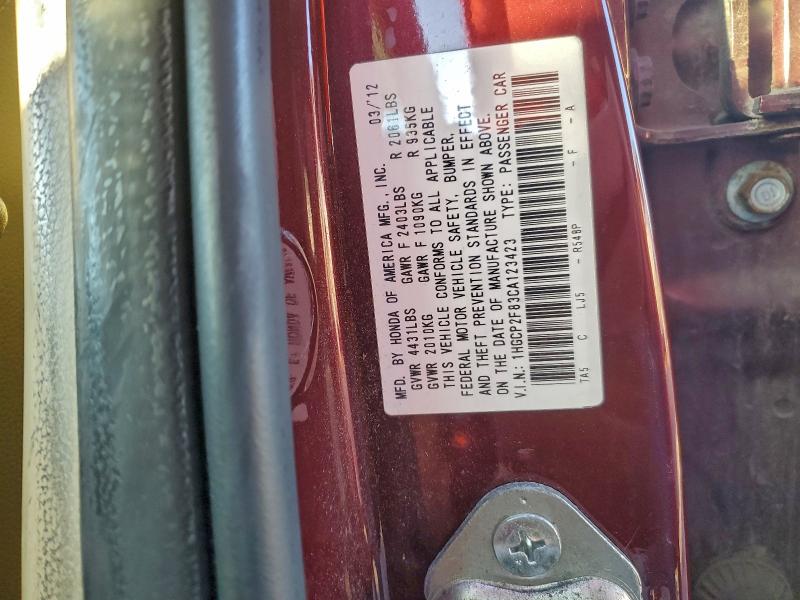 MFD. BY HONDA OF AMERICA MFG., INC. 03/'12
GVWR 4431LBS GAWR F 2403LBS R 2061LBS
GVWR 2010KG GAWR F 1090KG R 935KG
THIS VEHICLE CONFORMS TO ALL APPLICABLE
FEDERAL MOTOR VEHICLE SAFETY, BUMPER,
AND THEFT PREVENTION STANDARDS IN EFFECT
ON THE DATE OF MANUFACTURE SHOWN ABOVE.
V.I.N.: 1HGCP2F83CA123423 TYPE: PASSENGER CAR
TA5 C LJ5 - R548P - F - A